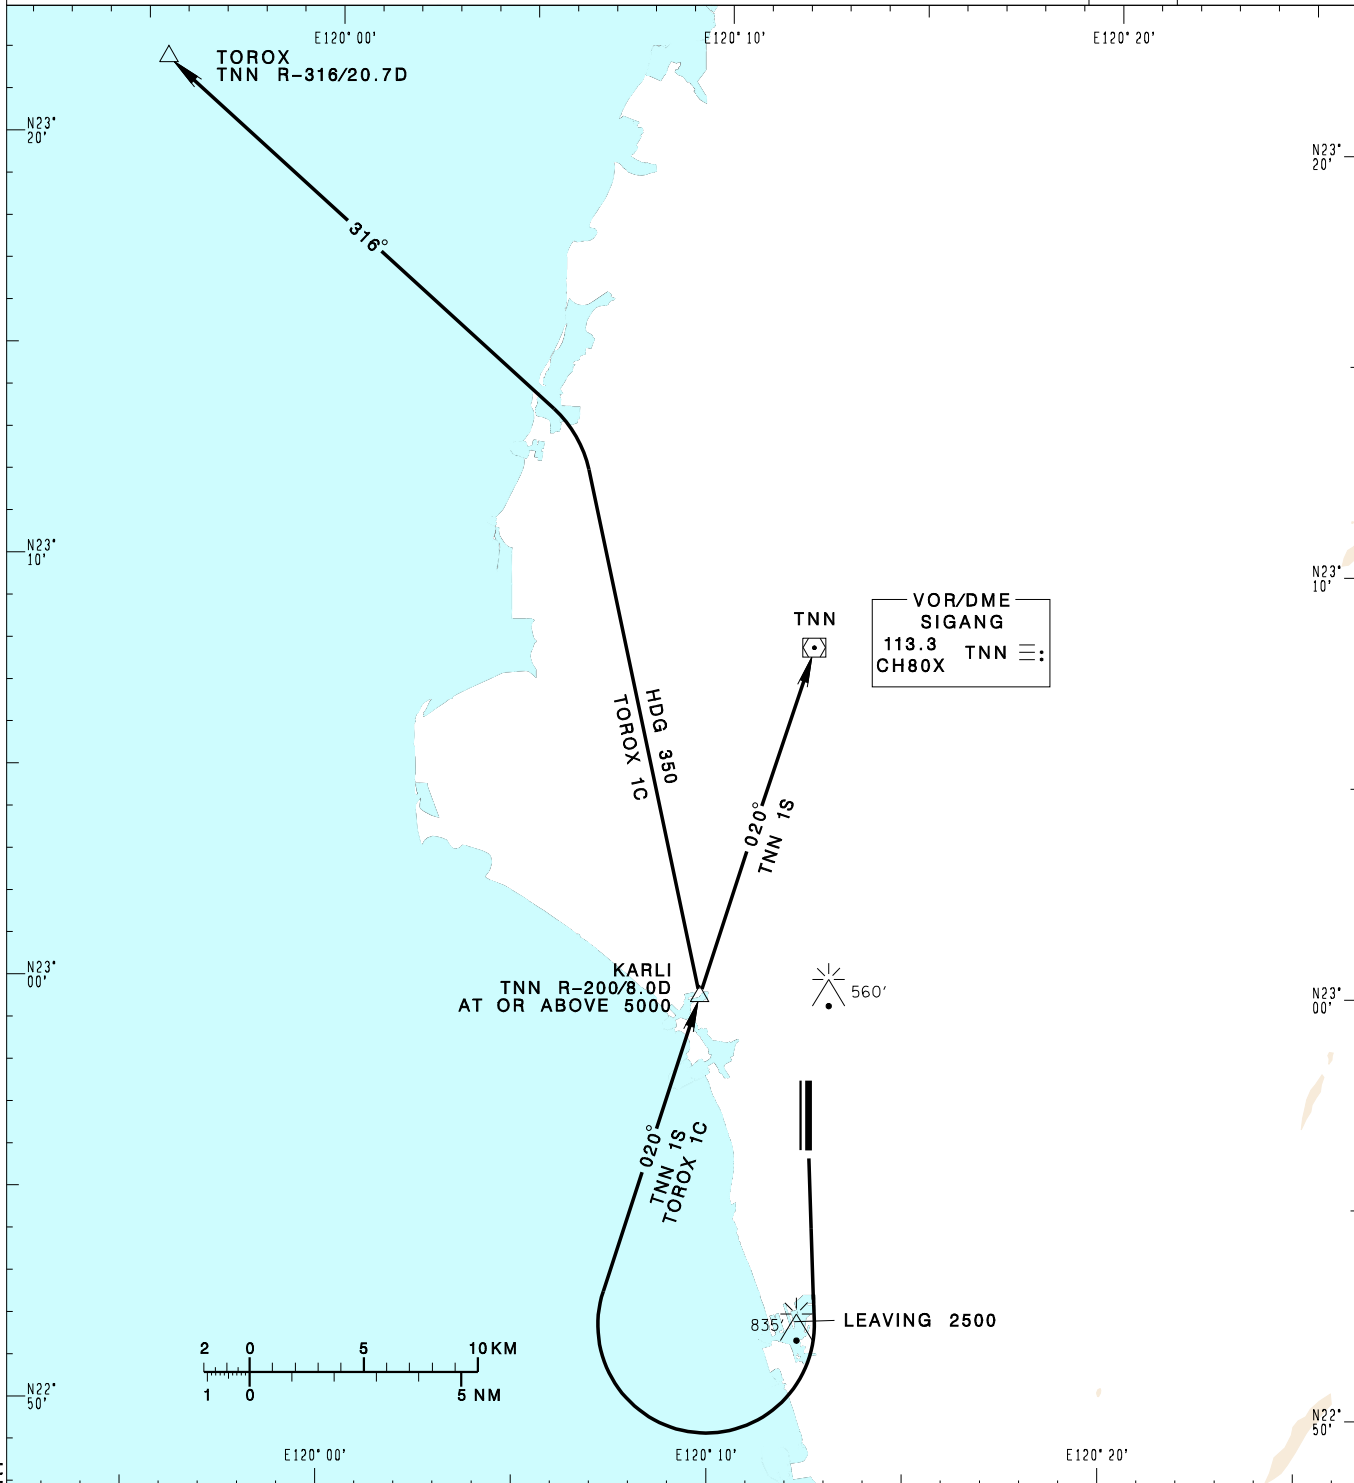 E120° 00'
E120° 10'
E120° 20'
TOROX
TNN R-316/20.7D
N23°
20'
N23°
20'
316°
N23°
10'
N23°
10'
TNN
VOR/DME
SIGANG
113.3
CH80X
TNN
HDG 350
TOROX 1C
020°
TNN 1S
KARLI
TNN R-200/8.0D
AT OR ABOVE 5000
N23°
00'
560'
N23°
00'
020°
TNN 1S
TOROX 1C
835'
LEAVING 2500
2 0 5 10KM
1 0 5 NM
N22°
50'
N22°
50'
E120° 00'
E120° 10'
E120° 20'